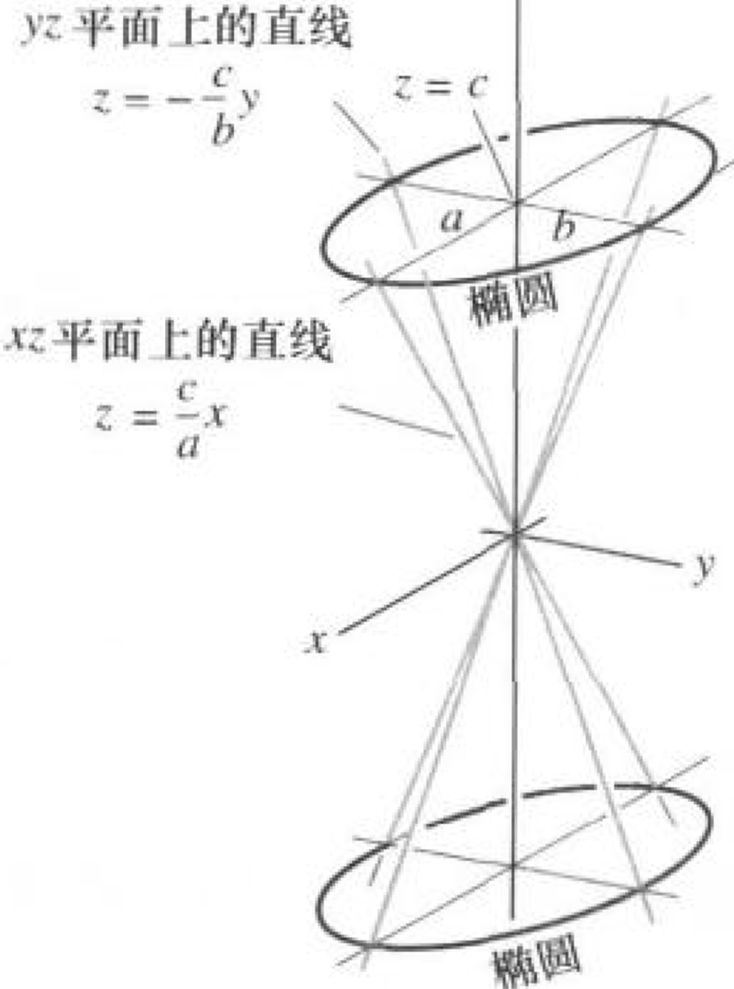 yz 平面上的直线
z = -\frac{c}{b}y
z = c
a
b
椭圆
xz 平面上的直线
z = \frac{c}{a}x
y
x
椭圆